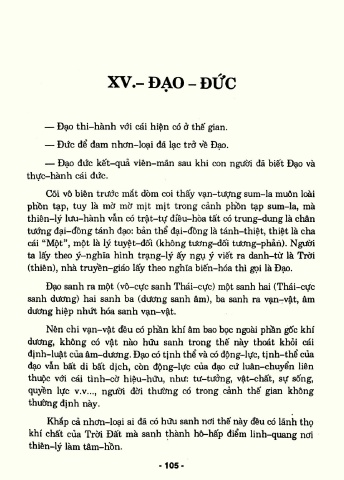 XV.– ĐẠO – ĐỨC
— Đạo thi–hành với cái hiện có ở thế gian.
— Đức để đam nhơn–loại đã lạc trở về Đạo.
— Đạo đức kết–quả viên–mãn sau khi con người đã biết Đạo và
thực–hành cái đức.
Cõi vô biên trước mắt dòm coi thấy vạn–tượng sum–la muôn loài
phồn tạp, tuy là mờ mờ mịt mịt trong cảnh phồn tạp sum–la, mà
thiên–lý lưu–hành vẫn có trật–tự điều–hòa tất có trung–dung là chân
tướng đại–đồng tánh đạo: bản thể đại–đồng là tánh–thiệt, thiệt là cha
cái “Một”, một là lý tuyệt–đối (không tương–đối tương–phản). Người
ta lấy theo ý–nghĩa hình trạng–lý ấy ngụ ý viết ra danh–từ là Trời
(thiên), nhà truyền–giáo lấy theo nghĩa biến–hóa thì gọi là Đạo.
Đạo sanh ra một (vô–cực sanh Thái–cực) một sanh hai (Thái–cực
sanh dương) hai sanh ba (dương sanh âm), ba sanh ra vạn–vật, âm
dương hiệp nhứt hóa sanh vạn–vật.
Nên chi vạn–vật đều có phần khí âm bao bọc ngoài phần gốc khí
dương, không có vật nào hữu sanh trong thế này thoát khỏi cái
định–luật của âm–dương. Đạo có tịnh thể và có động–lực, tịnh–thể của
đạo vẫn bất di bất dịch, còn động–lực của đạo cứ luân–chuyển liên
thuộc với cái tình–cờ hiệu–hữu, như: tư–tưởng, vật–chất, sự sống,
quyền lực v.v..., người đời thường có trong cảnh thế gian không
thường định này.
Khắp cả nhơn–loại ai đã có hữu sanh nơi thế này đều có lãnh thọ
khí chất của Trời Đất mà sanh thành hô–hấp điểm linh–quang nơi
thiên–lý làm tâm–hồn.
- 105 -